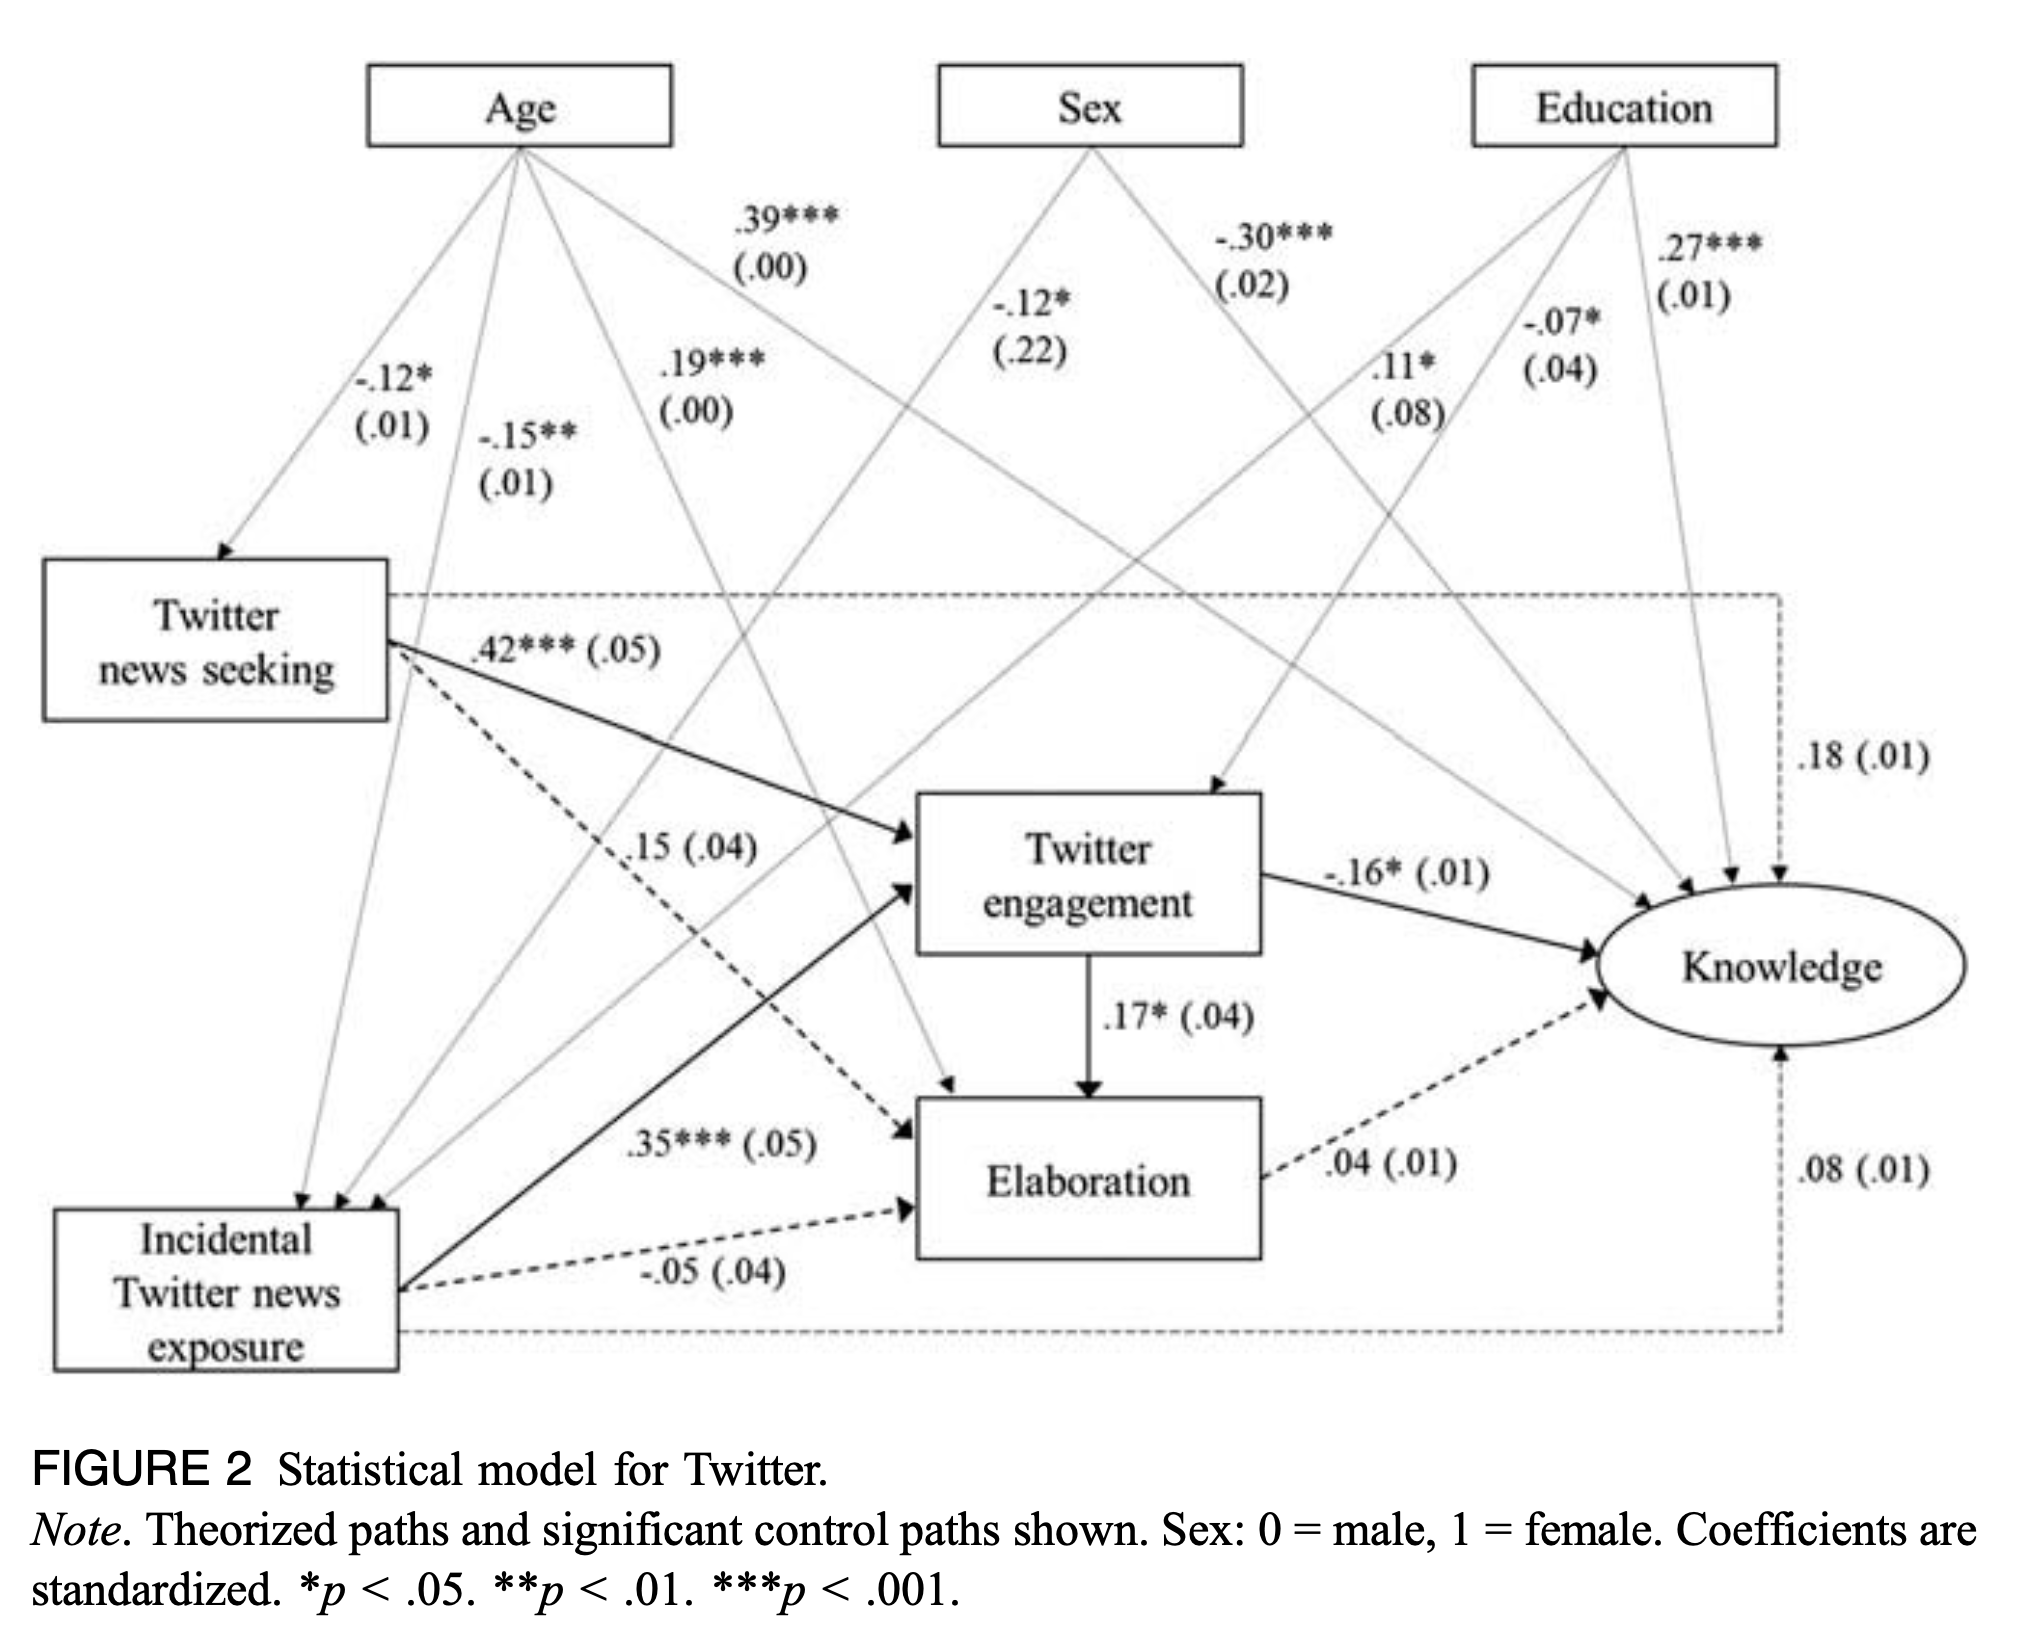 Age
Sex
Education
.39***
(.00)
-.30***
(.02)
.27***
(.01)
-.12*
(.22)
-.07*
(.04)
.19***
(.00)
.11*
(.08)
-.12*
(.01)
-.15**
(.01)
Twitter
news seeking
.42*** (.05)
.18 (.01)
.15 (.04)
Twitter
engagement
-.16* (.01)
Knowledge
.17* (.04)
.35*** (.05)
Elaboration
.04 (.01)
.08 (.01)
Incidental
Twitter news
exposure
-.05 (.04)
FIGURE 2 Statistical model for Twitter.
Note. Theorized paths and significant control paths shown. Sex: 0 = male, 1 = female. Coefficients are
standardized. *p < .05. **p < .01. ***p < .001.